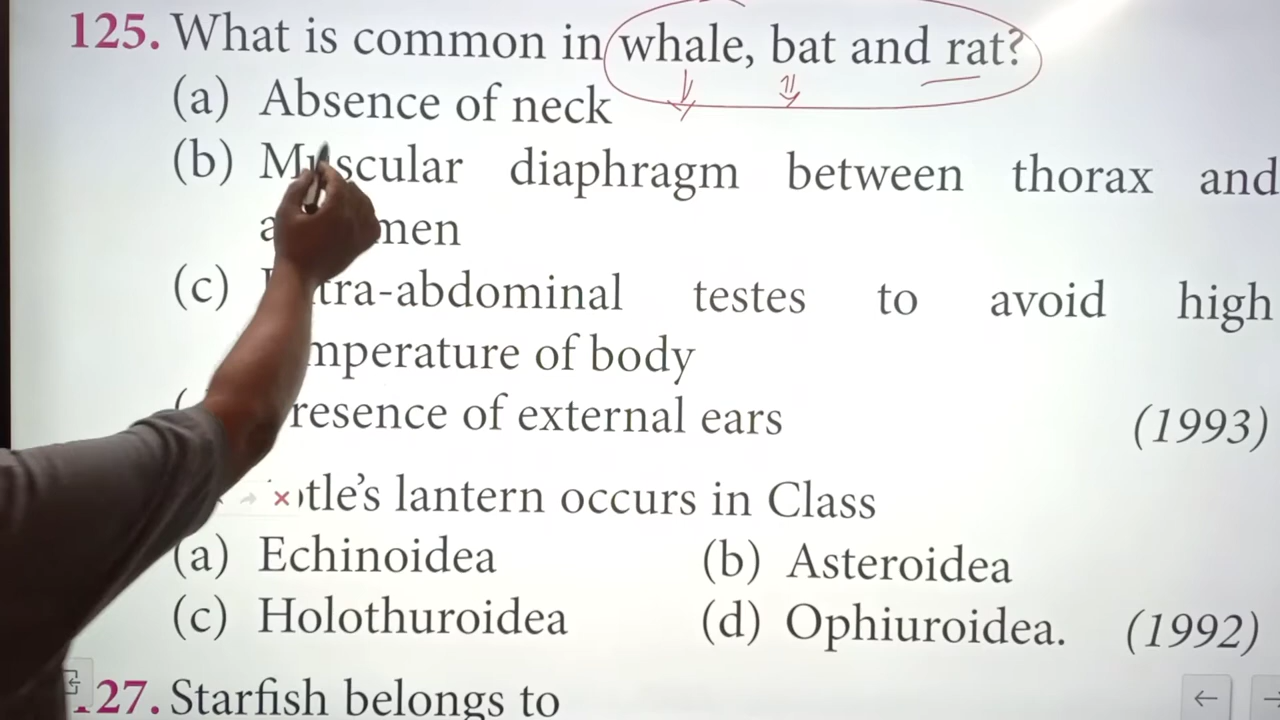 125. What is common in whale, bat and rat?
(a) Absence of neck
(b) Muscular diaphragm between thorax and
men
(c) tra-abdominal testes to avoid high
mperature of body
resence of external ears (1993)
tle's lantern occurs in Class
(a) Echinoidea (b) Asteroidea
(c) Holothuroidea (d) Ophiuroidea. (1992)
27. Starfish belongs to